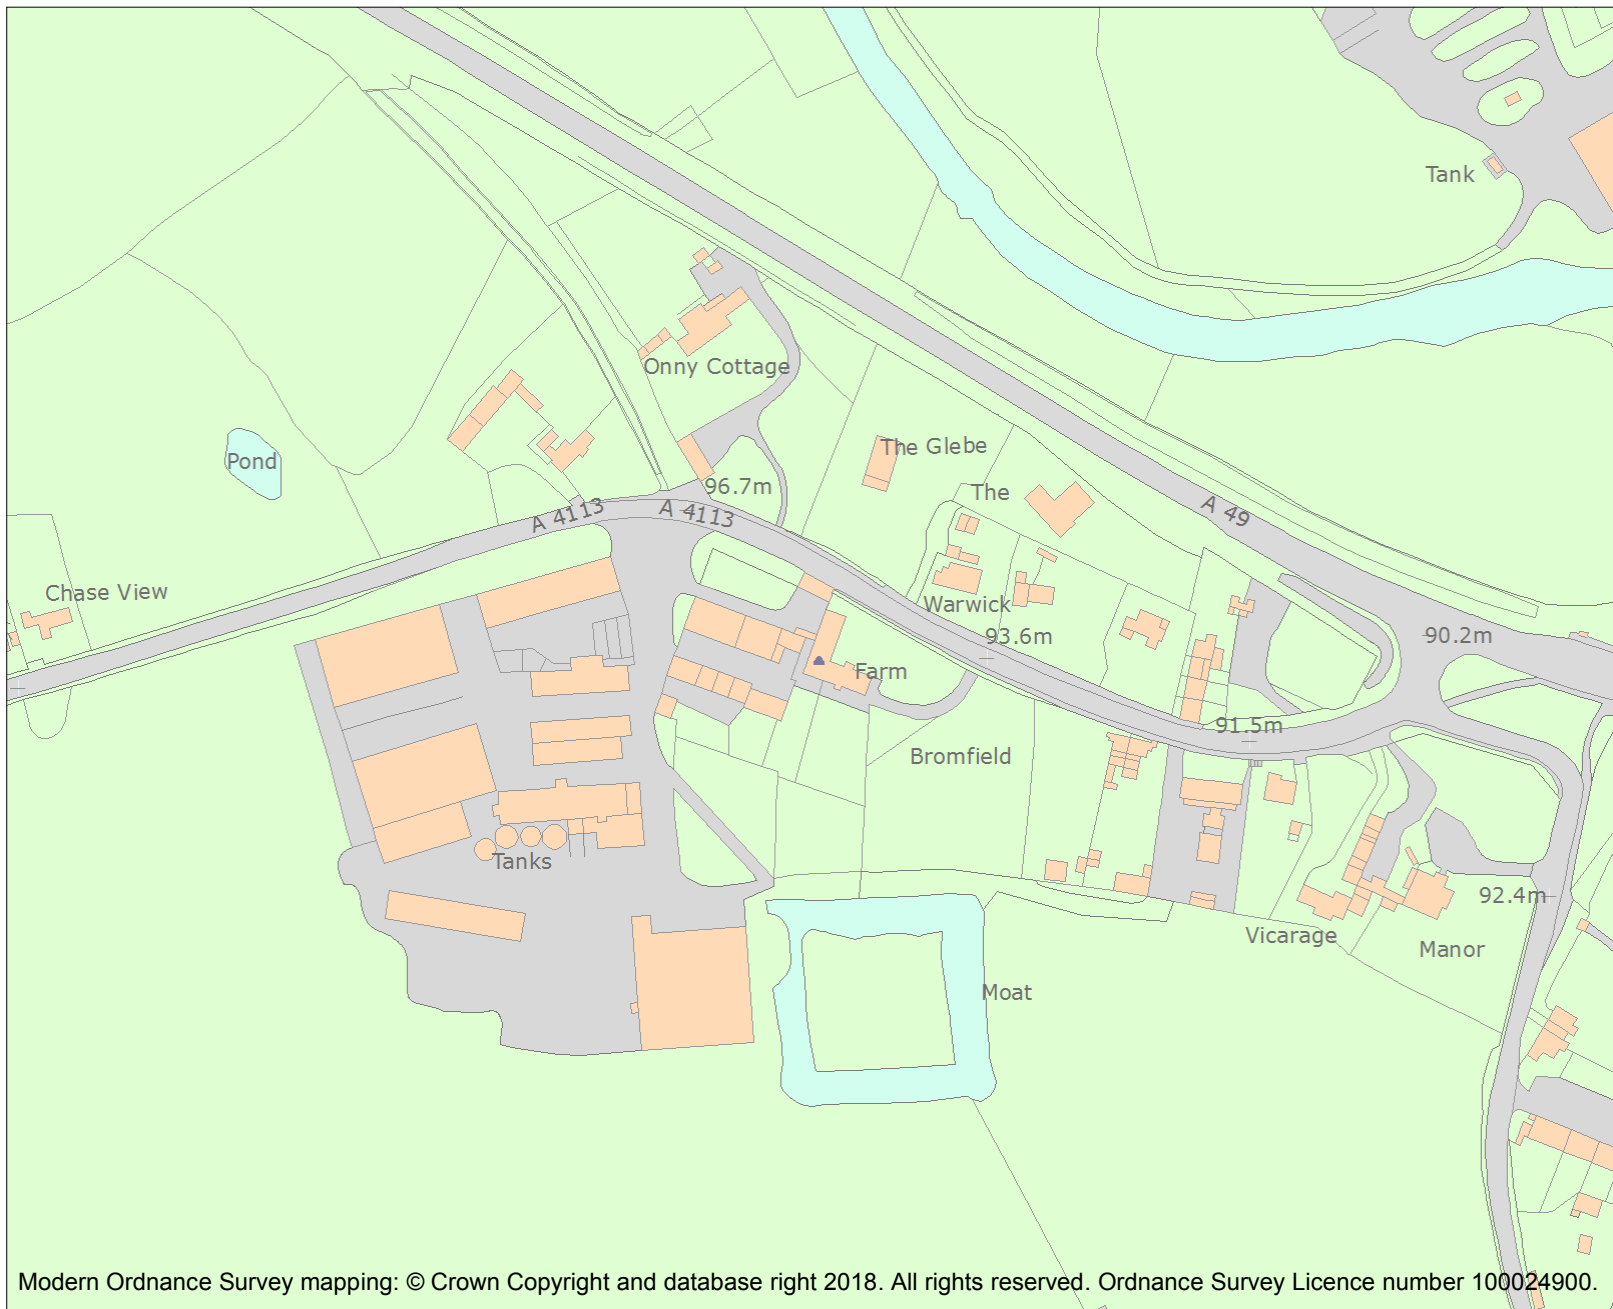 Tank
Onny Cottage
The Glebe
Pond
96.7m
The
A 4113
A 4113
A 49
Chase View
Warwick
93.6m
90.2m
Farm
91.5m
Bromfield
Tanks
92.4m
Vicarage
Manor
Moat
Modern Ordnance Survey mapping: © Crown Copyright and database right 2018. All rights reserved. Ordnance Survey Licence number 100024900.